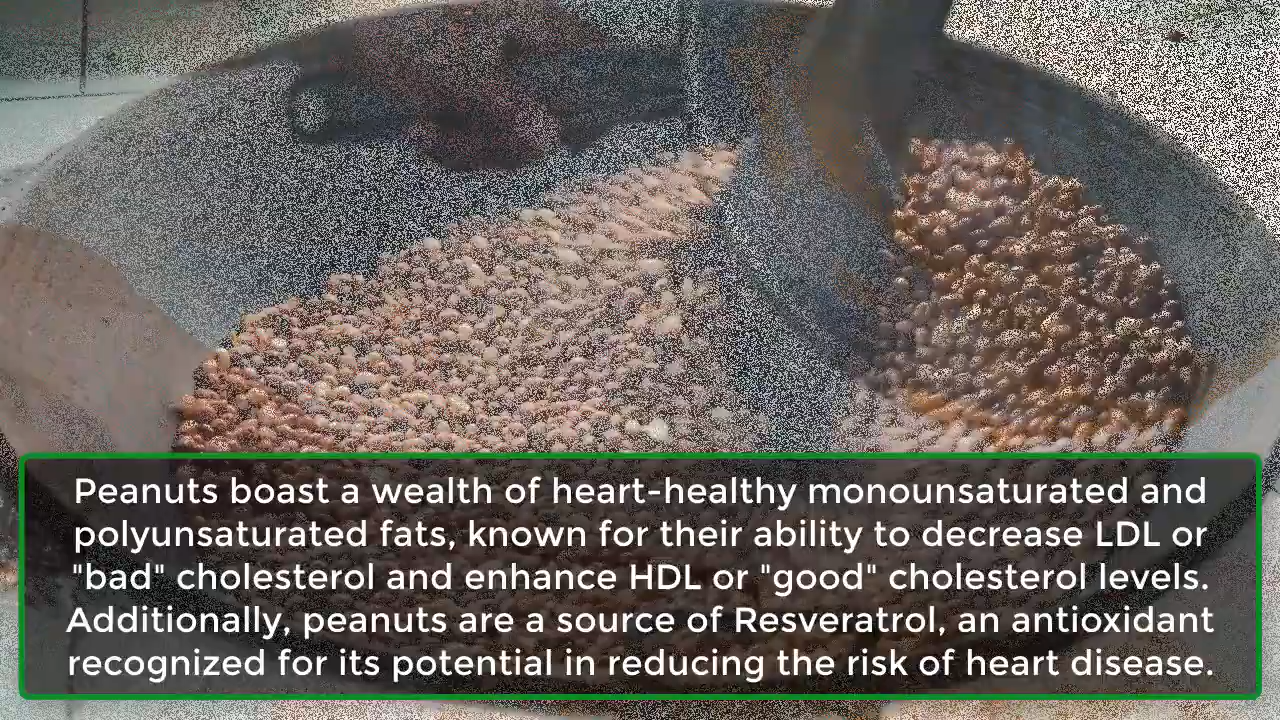 Peanuts boast a wealth of heart-healthy monounsaturated and
polyunsaturated fats, known for their ability to decrease LDL or
"bad" cholesterol and enhance HDL or "good" cholesterol levels.
Additionally, peanuts are a source of Resveratrol, an antioxidant
recognized for its potential in reducing the risk of heart disease.